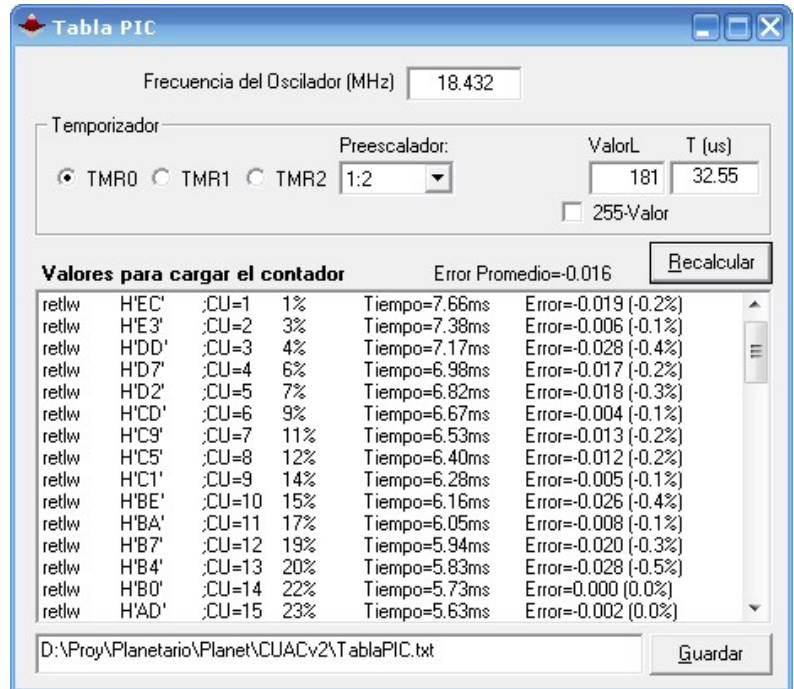 Tabla PIC
Frecuencia del Oscilador (MHz) 18.432
Temporizador
Preescalador: ValorL T (us)
TMR0 TMR1 TMR2 1:2 181 32.55
255-Valor
Valores para cargar el contador Error Promedio=-0.016 Recalcular
retlw H'EC' ;CU=1 1% Tiempo=7.66ms Error=-0.019 (-0.2%)
retlw H'E3' ;CU=2 3% Tiempo=7.38ms Error=-0.006 (-0.1%)
retlw H'DD' ;CU=3 4% Tiempo=7.17ms Error=-0.028 (-0.4%)
retlw H'D7' ;CU=4 6% Tiempo=6.98ms Error=-0.017 (-0.2%)
retlw H'D2' ;CU=5 7% Tiempo=6.82ms Error=-0.018 (-0.3%)
retlw H'CD' ;CU=6 9% Tiempo=6.67ms Error=-0.004 (-0.1%)
retlw H'C9' ;CU=7 11% Tiempo=6.53ms Error=-0.013 (-0.2%)
retlw H'C5' ;CU=8 12% Tiempo=6.40ms Error=-0.012 (-0.2%)
retlw H'C1' ;CU=9 14% Tiempo=6.28ms Error=-0.005 (-0.1%)
retlw H'BE' ;CU=10 15% Tiempo=6.16ms Error=-0.026 (-0.4%)
retlw H'BA' ;CU=11 17% Tiempo=6.05ms Error=-0.008 (-0.1%)
retlw H'B7' ;CU=12 19% Tiempo=5.94ms Error=-0.020 (-0.3%)
retlw H'B4' ;CU=13 20% Tiempo=5.83ms Error=-0.028 (-0.5%)
retlw H'B0' ;CU=14 22% Tiempo=5.73ms Error=0.000 (0.0%)
retlw H'AD' ;CU=15 23% Tiempo=5.63ms Error=-0.002 (0.0%)
D:\Proy\Planetario\Planet\CUACv2\TablaPIC.txt Guardar